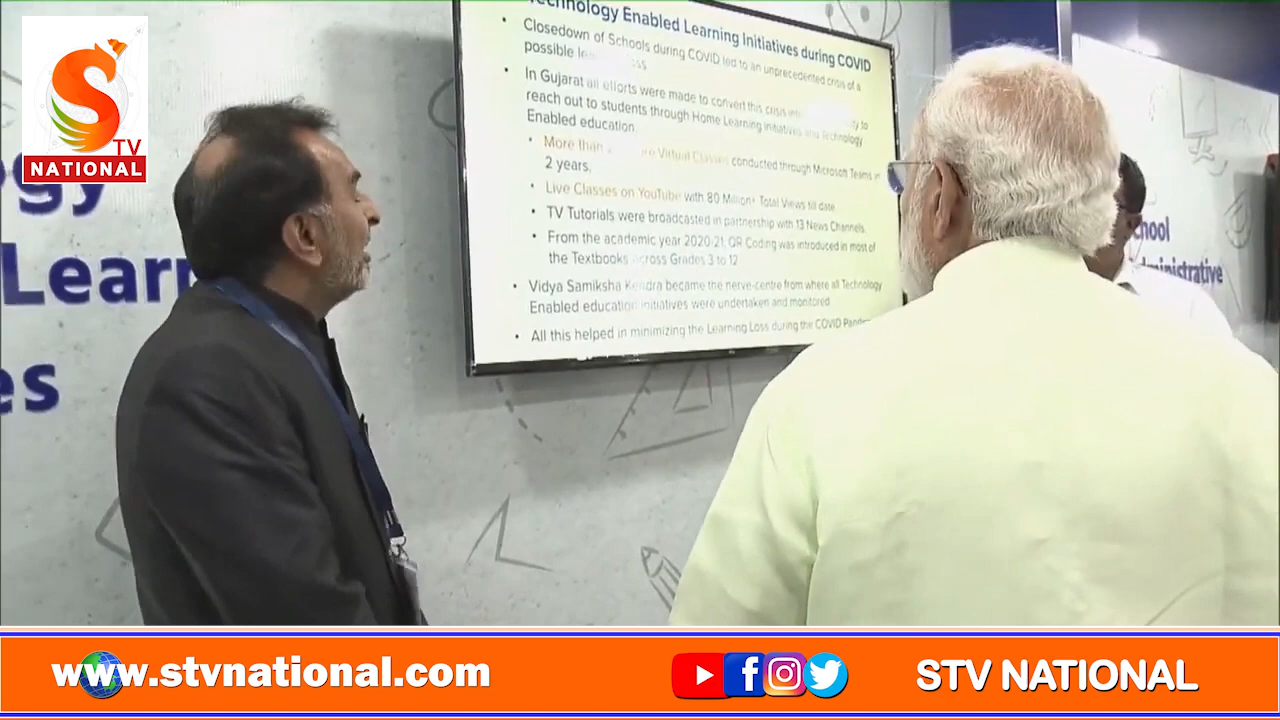 S
TV
NATIONAL
gy
Learn
es
Technology Enabled Learning Initiatives during COVID
• Closedown of Schools during COVID led to an unprecedented crisis of a
possible
• In Gujarat all efforts were made to convert this crisis
to
reach out to students through Home Learning Initiatives and Technology
Enabled education.
• More than Virtual Classes conducted through Microsoft Teams in
2 years.
• Live Classes on YouTube with 80 Million+ Total Views till date.
• TV Tutorials were broadcasted in partnership with 13 News Channels.
• From the academic year 2020-21, QR Coding was introduced in most of
the Textbooks across Grades 3 to 12
• Vidya Samiksha Kendra became the nerve-centre from where all Technology
Enabled education initiatives were undertaken and monitored
• All this helped in minimizing the Learning Loss during the COVID
chool
ministrative
www.stvnational.com
STV NATIONAL